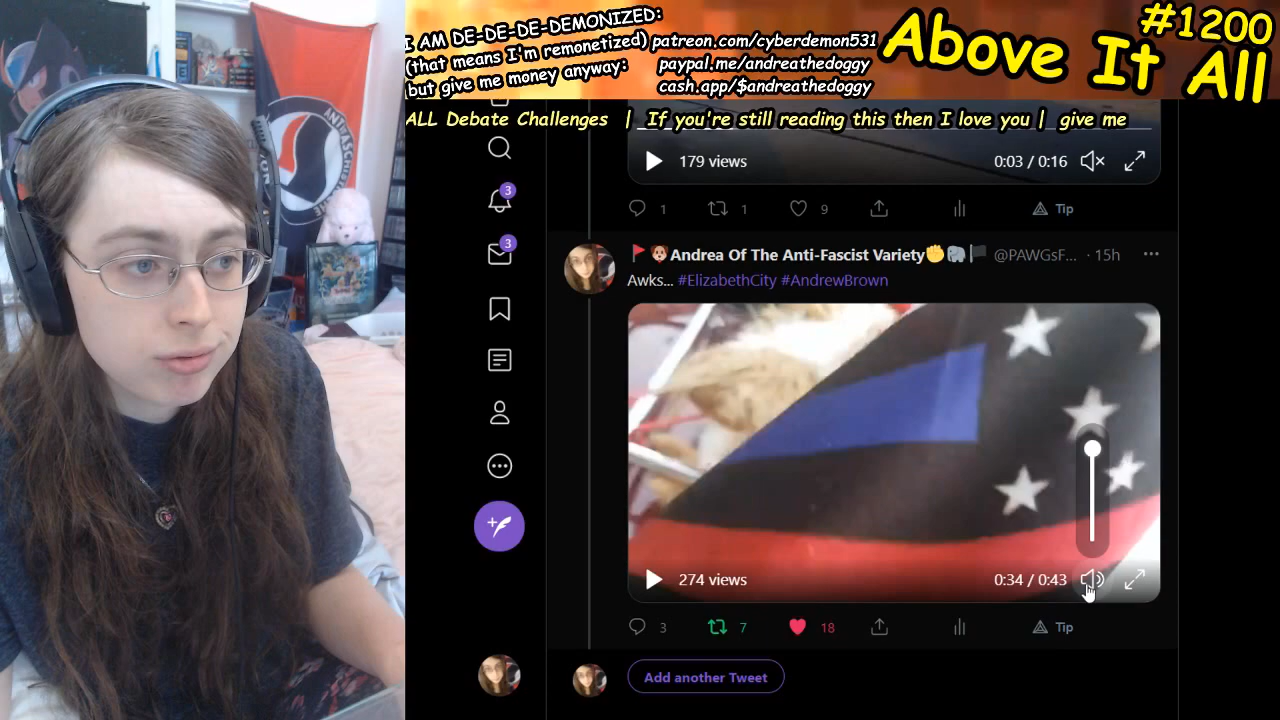 I AM DE-DE-DE-DEMONIZED:
(that means I'm remonetized)
but give me money anyway:
patreon.com/cyberdemon531
paypal.me/andreathedoggy
cash.app/$andreathedoggy
#1200
Above It All
ALL Debate Challenges | If you're still reading this then I love you | give me
179 views
0:03 / 0:16
1
1
9
Tip
3
3
Andrea Of The Anti-Fascist Variety @PAWGsF... · 15h
Awks... #ElizabethCity #AndrewBrown
274 views
0:34 / 0:43
3
7
18
Tip
Add another Tweet